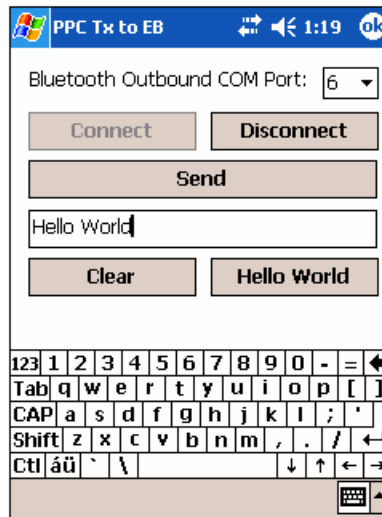 PPC Tx to EB 1:19 ok
Bluetooth Outbound COM Port: 6
Connect Disconnect
Send
Hello World
Clear Hello World
123 1 2 3 4 5 6 7 8 9 0 - =
Tab q w e r t y u i o p [ ]
CAP a s d f g h j k l ; '
Shift z x c v b n m , . /
Ctl áü ` \